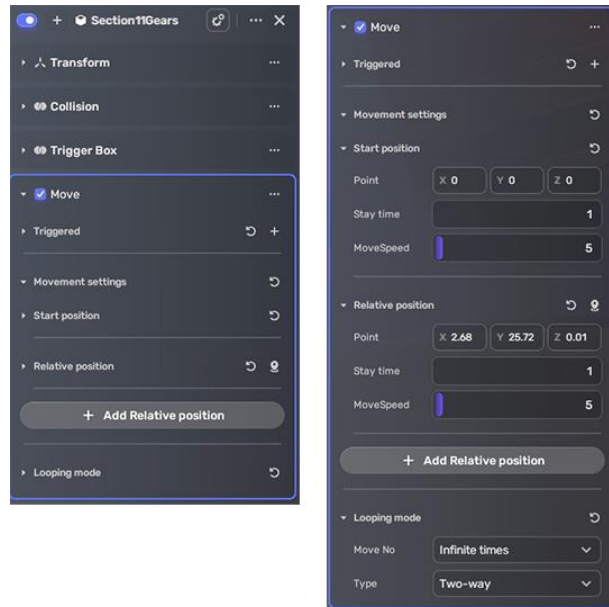 Section11Gears
Transform
Collision
Trigger Box
Move
Triggered
Movement settings
Start position
Relative position
+ Add Relative position
Looping mode
Move
Triggered
Movement settings
Start position
Point X 0 Y 0 Z 0
Stay time 1
MoveSpeed 5
Relative position
Point X 2.68 Y 25.72 Z 0.01
Stay time 1
MoveSpeed 5
+ Add Relative position
Looping mode
Move No Infinite times
Type Two-way